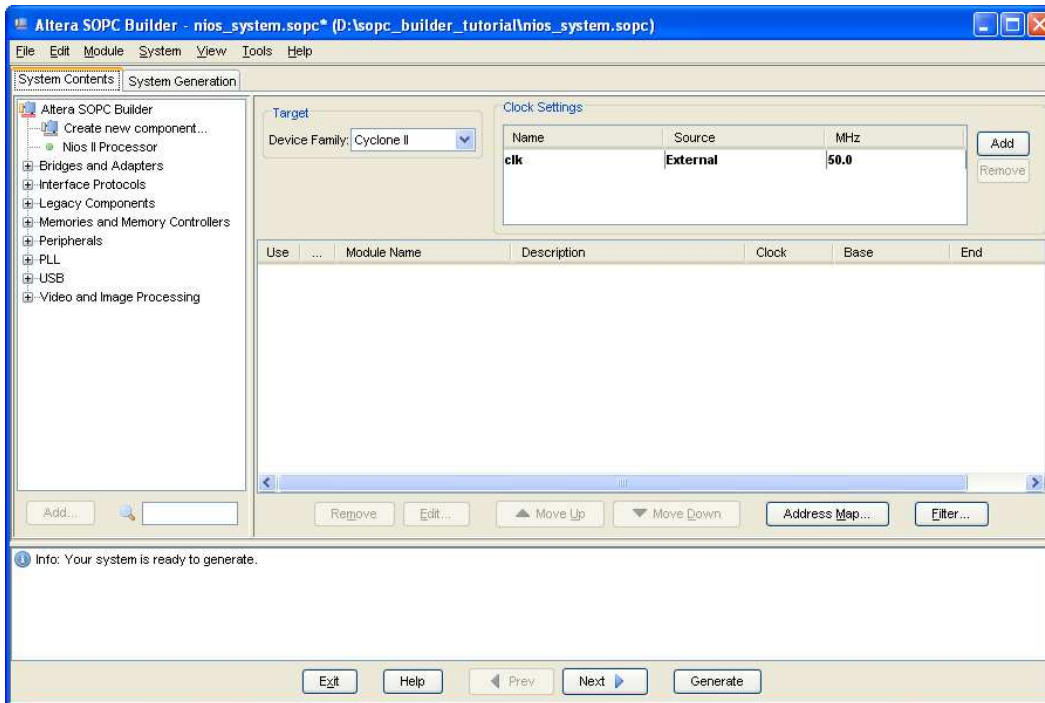 Altera SOPC Builder - nios_system.sopc* (D:\sopc_builder_tutorial\nios_system.sopc)
File Edit Module System View Tools Help
System Contents System Generation
Altera SOPC Builder
Create new component...
Nios II Processor
Bridges and Adapters
Interface Protocols
Legacy Components
Memories and Memory Controllers
Peripherals
PLL
USB
Video and Image Processing
Add...
Target
Device Family: Cyclone II
Clock Settings
Name Source MHz
clk External 50.0
Add
Remove
Use ... Module Name Description Clock Base End
Remove Edit... Move Up Move Down Address Map... Filter...
Info: Your system is ready to generate.
Exit Help Prev Next Generate